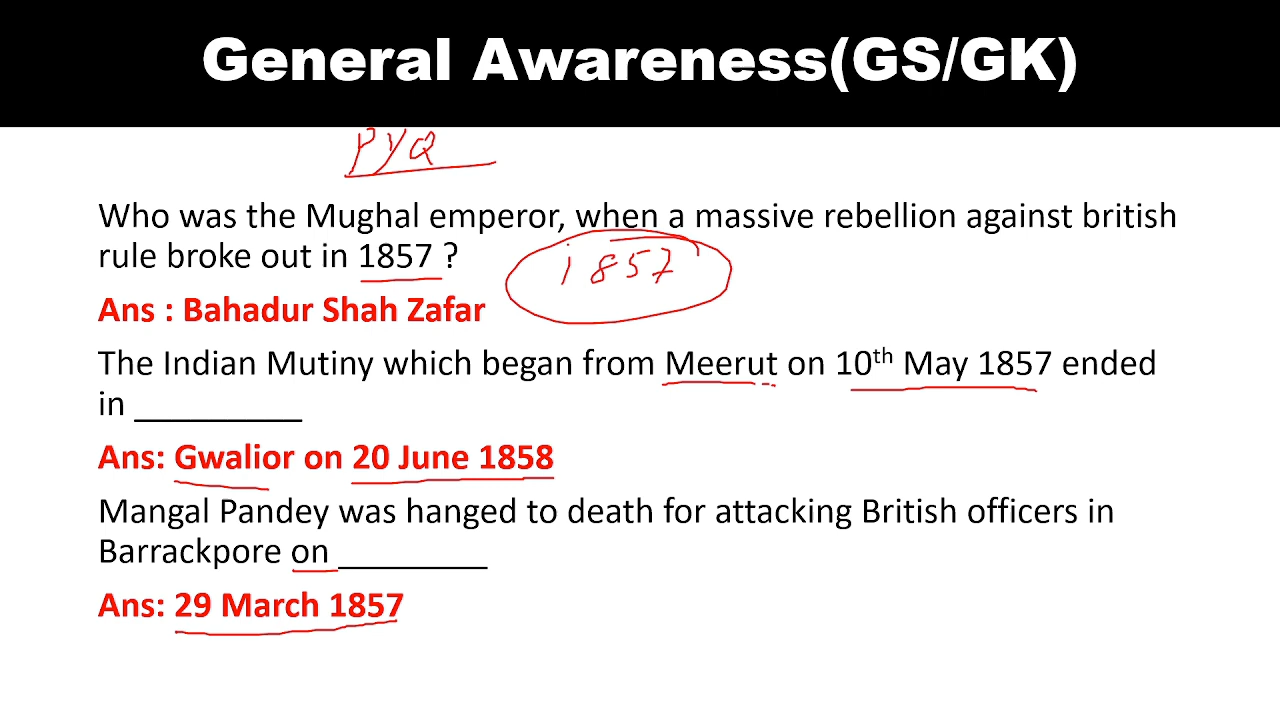 General Awareness(GS/GK)
PYQ
Who was the Mughal emperor, when a massive rebellion against british
rule broke out in 1857 ?
1857
Ans : Bahadur Shah Zafar
The Indian Mutiny which began from Meerut on 10th May 1857 ended
in _________
Ans: Gwalior on 20 June 1858
Mangal Pandey was hanged to death for attacking British officers in
Barrackpore on ________
Ans: 29 March 1857